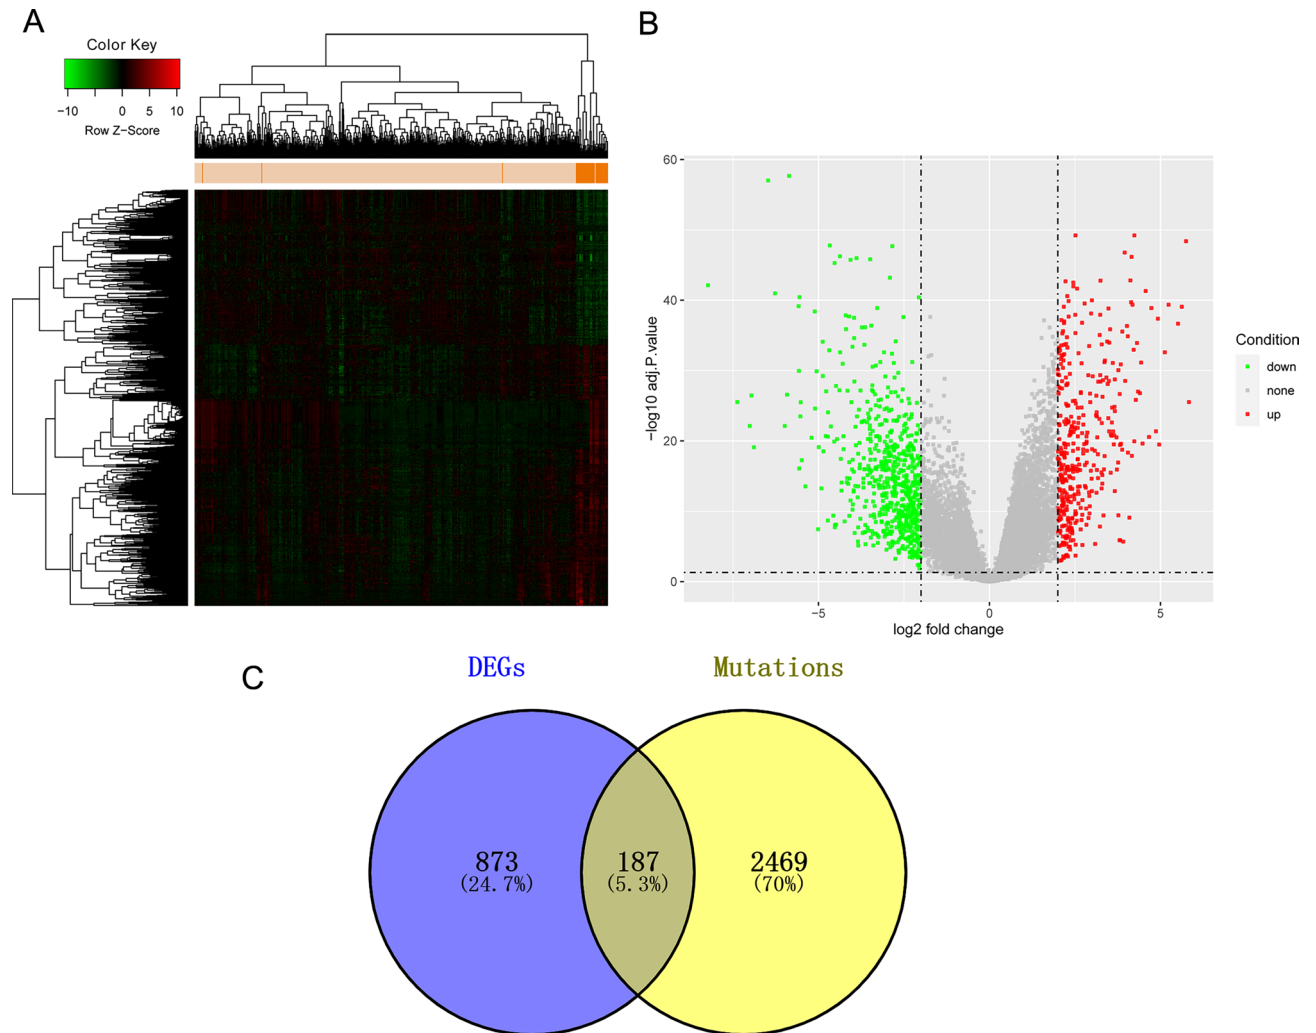 A
Color Key
−10 0 5 10
Row Z−Score
B
60
40
20
0
−log10 adj.P.value
−5 0 5
log2 fold change
Condition
down
none
up
C
DEGs
Mutations
873
(24.7%)
187
(5.3%)
2469
(70%)